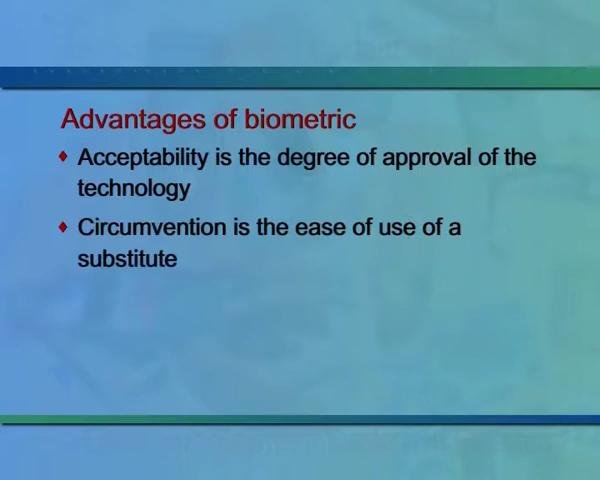 Advantages of biometric
Acceptability is the degree of approval of the
technology
Circumvention is the ease of use of a
substitute